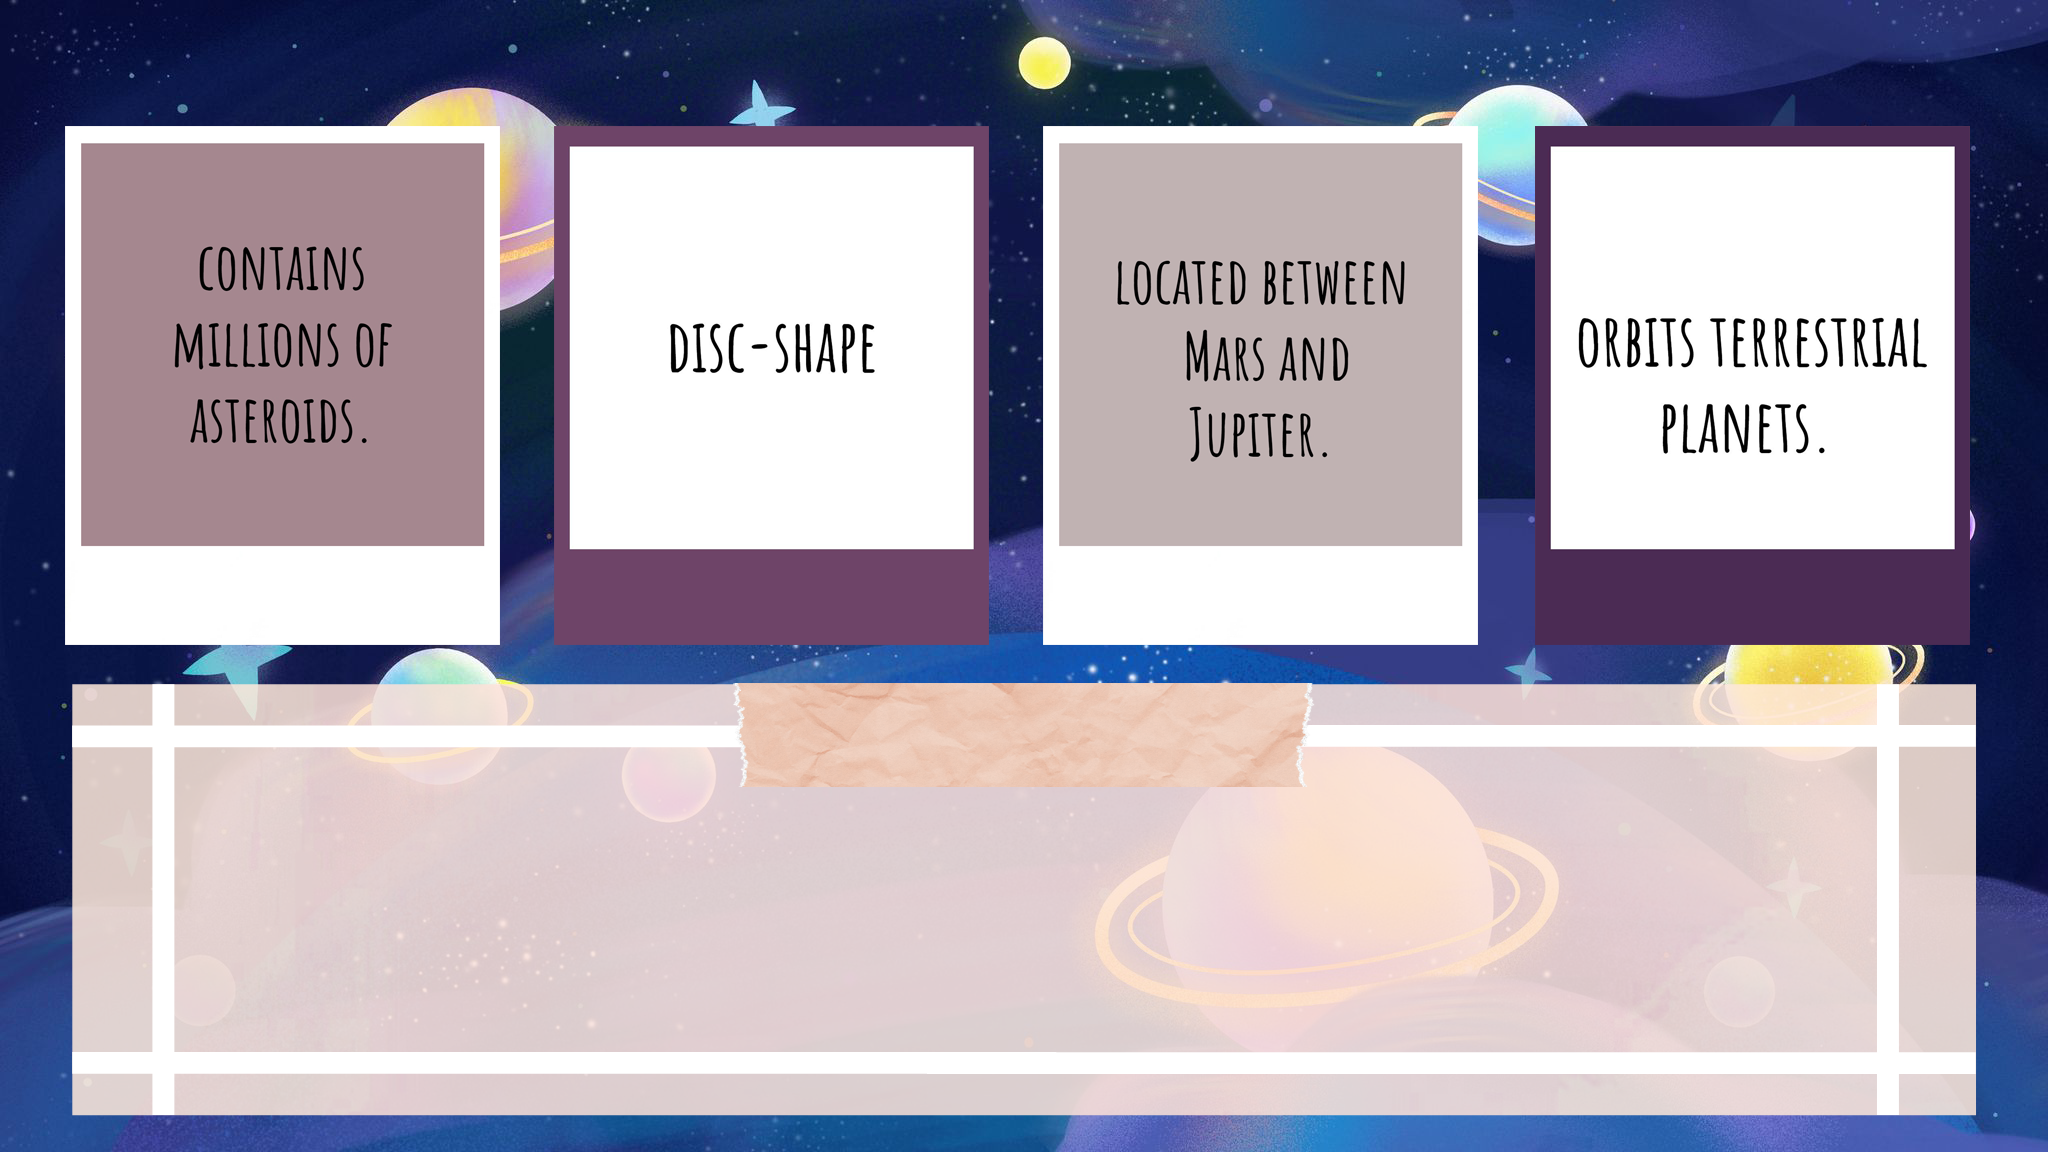 contains
millions of
asteroids.
disc-shape
located between
Mars and
Jupiter.
orbits terrestrial
planets.